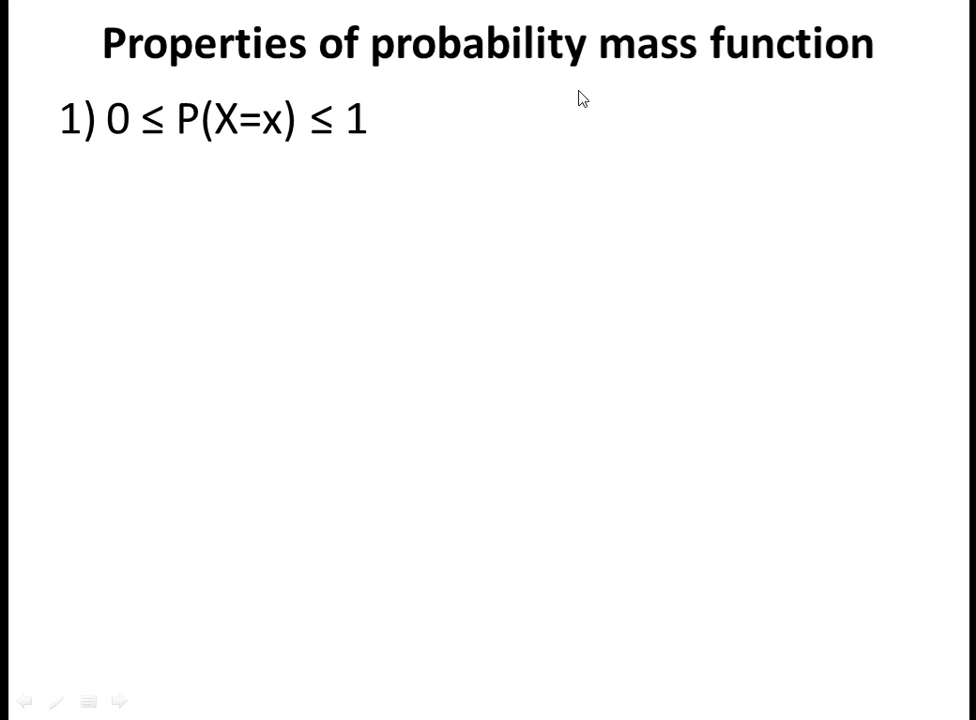 Properties of probability mass function
1) 0 ≤ P(X=x) ≤ 1